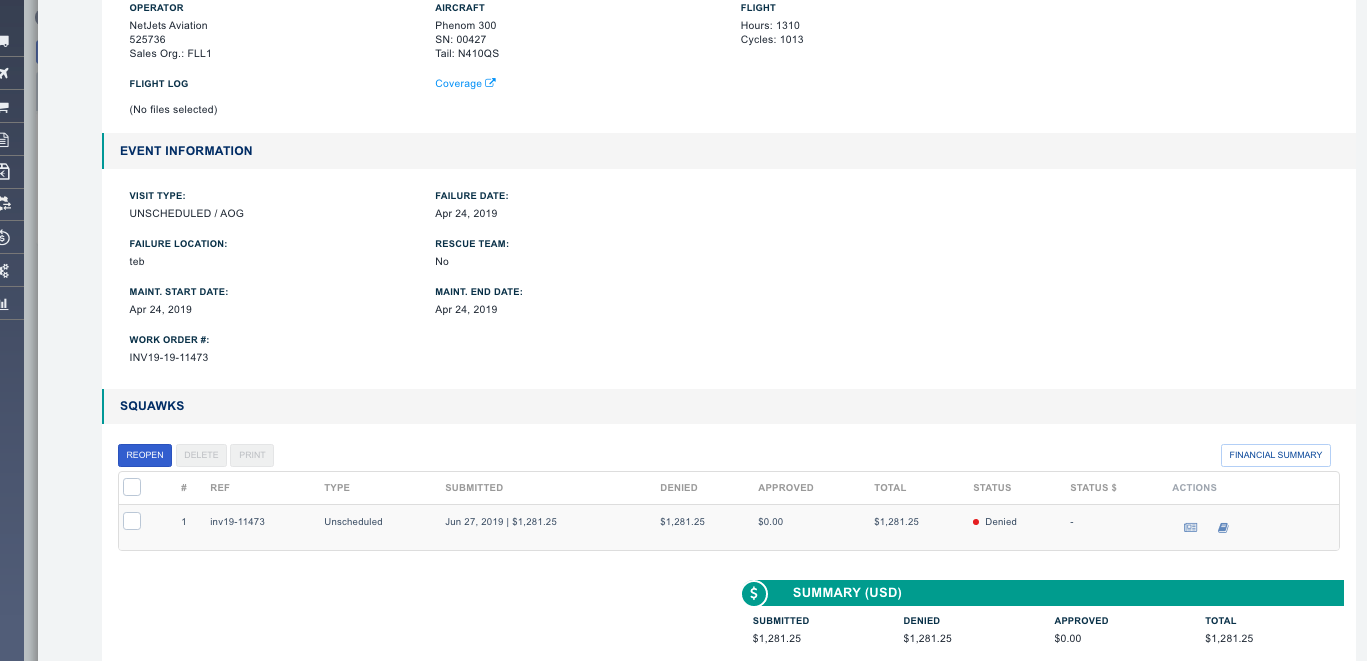 OPERATOR
NetJets Aviation
525736
Sales Org.: FLL1
AIRCRAFT
Phenom 300
SN: 00427
Tail: N410QS
FLIGHT
Hours: 1310
Cycles: 1013
FLIGHT LOG
(No files selected)
Coverage
EVENT INFORMATION
VISIT TYPE:
UNSCHEDULED / AOG
FAILURE DATE:
Apr 24, 2019
FAILURE LOCATION:
teb
RESCUE TEAM:
No
MAINT. START DATE:
Apr 24, 2019
MAINT. END DATE:
Apr 24, 2019
WORK ORDER #:
INV19-19-11473
SQUAWKS
REOPEN DELETE PRINT FINANCIAL SUMMARY
# REF TYPE SUBMITTED DENIED APPROVED TOTAL STATUS STATUS $ ACTIONS
1 inv19-11473 Unscheduled Jun 27, 2019 | $1,281.25 $1,281.25 $0.00 $1,281.25 Denied -
$ SUMMARY (USD)
SUBMITTED DENIED APPROVED TOTAL
$1,281.25 $1,281.25 $0.00 $1,281.25